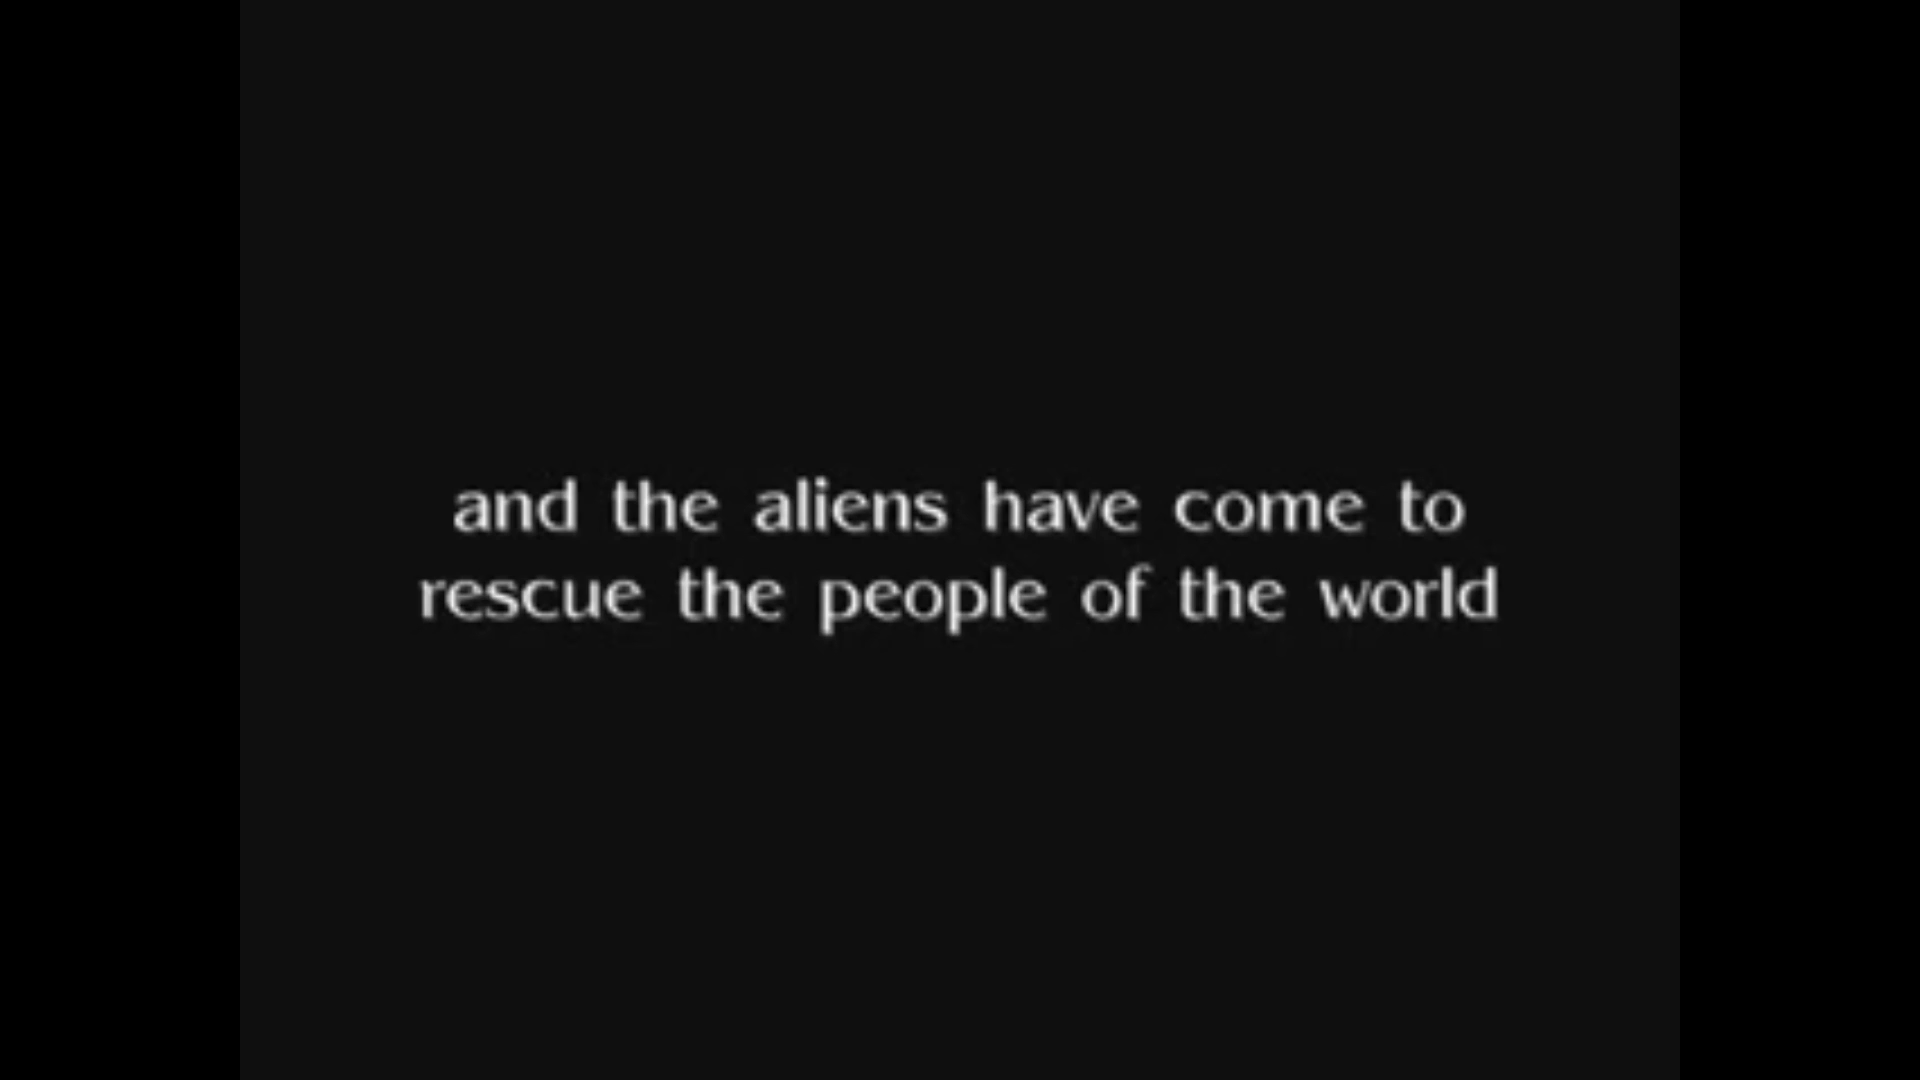 and the aliens have come to
rescue the people of the world